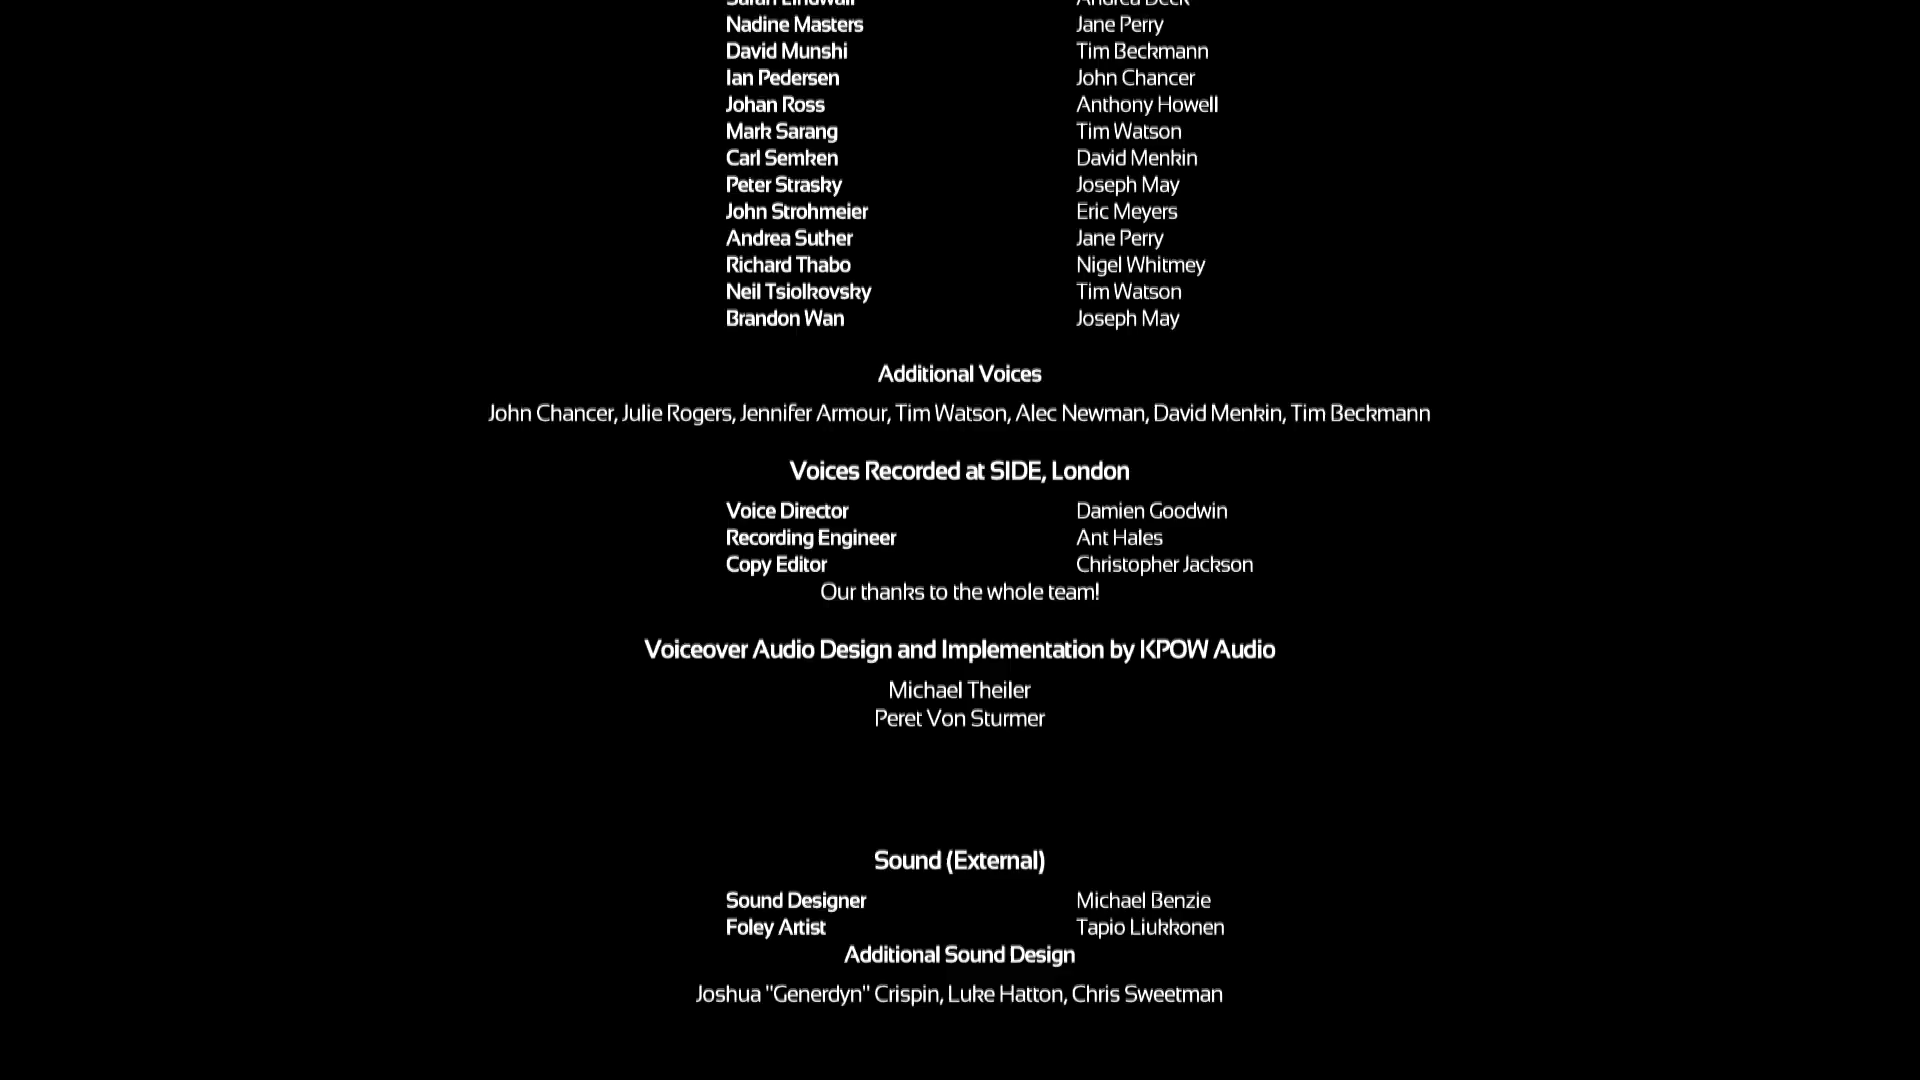 Sarah Lindwall Andrea Deck
Nadine Masters Jane Perry
David Munshi Tim Beckmann
Ian Pedersen John Chancer
Johan Ross Anthony Howell
Mark Sarang Tim Watson
Carl Semken David Menkin
Peter Strasky Joseph May
John Strohmeier Eric Meyers
Andrea Suther Jane Perry
Richard Thabo Nigel Whitmey
Neil Tsiolkovsky Tim Watson
Brandon Wan Joseph May
Additional Voices
John Chancer, Julie Rogers, Jennifer Armour, Tim Watson, Alec Newman, David Menkin, Tim Beckmann
Voices Recorded at SIDE, London
Voice Director Damien Goodwin
Recording Engineer Ant Hales
Copy Editor Christopher Jackson
Our thanks to the whole team!
Voiceover Audio Design and Implementation by KPOW Audio
Michael Theiler
Peret Von Sturmer
Sound (External)
Sound Designer Michael Benzie
Foley Artist Tapio Liukkonen
Additional Sound Design
Joshua "Generdyn" Crispin, Luke Hatton, Chris Sweetman